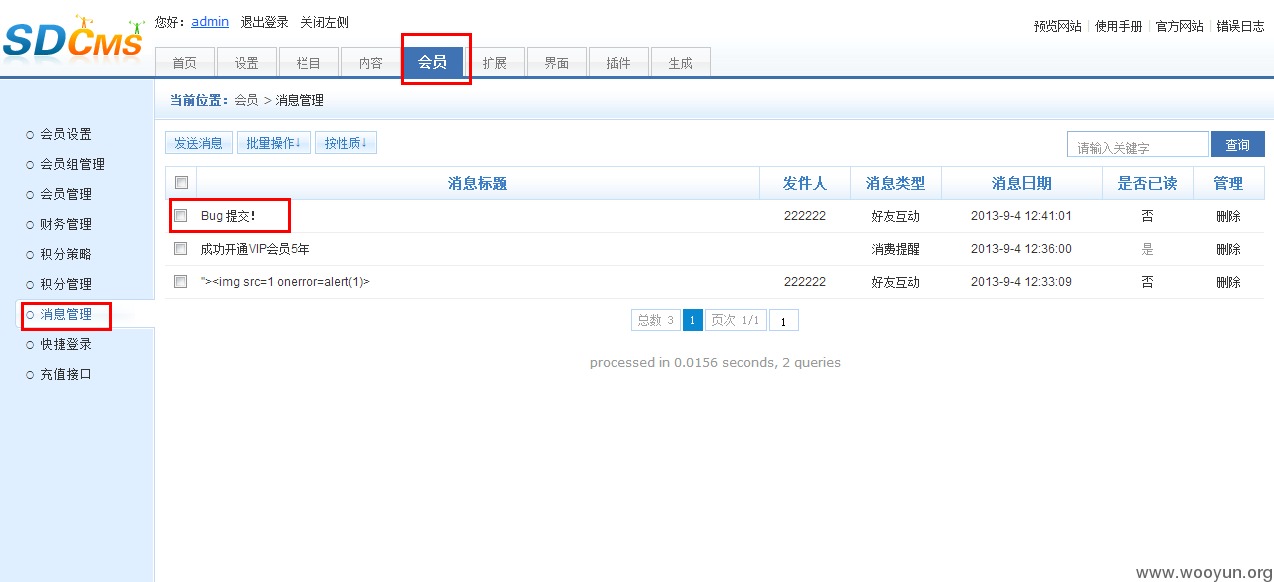 SDCMS
您好: admin 退出登录 关闭左侧
预览网站 使用手册 官方网站 错误日志
首页 设置 栏目 内容 会员 扩展 界面 插件 生成
当前位置: 会员 > 消息管理
会员设置
会员组管理
会员管理
财务管理
积分策略
积分管理
消息管理
快捷登录
充值接口
发送消息 批量操作↓ 按性质↓
请输入关键字 查询
消息标题 发件人 消息类型 消息日期 是否已读 管理
Bug 提交! 222222 好友互动 2013-9-4 12:41:01 否 删除
成功开通VIP会员5年 消费提醒 2013-9-4 12:36:00 是 删除
"><img src=1 onerror=alert(1)> 222222 好友互动 2013-9-4 12:33:09 否 删除
总数 3 1 页次 1/1 1
processed in 0.0156 seconds, 2 queries
www.wooyun.org